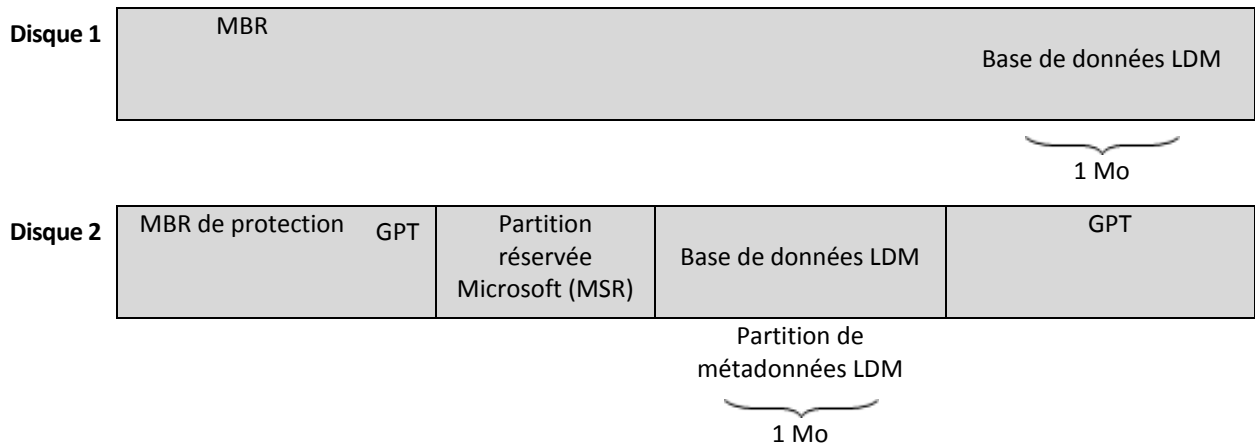 Disque 1
MBR
Base de données LDM
1 Mo
Disque 2
MBR de protection
GPT
Partition
réservée
Microsoft (MSR)
Base de données LDM
GPT
Partition de
métadonnées LDM
1 Mo